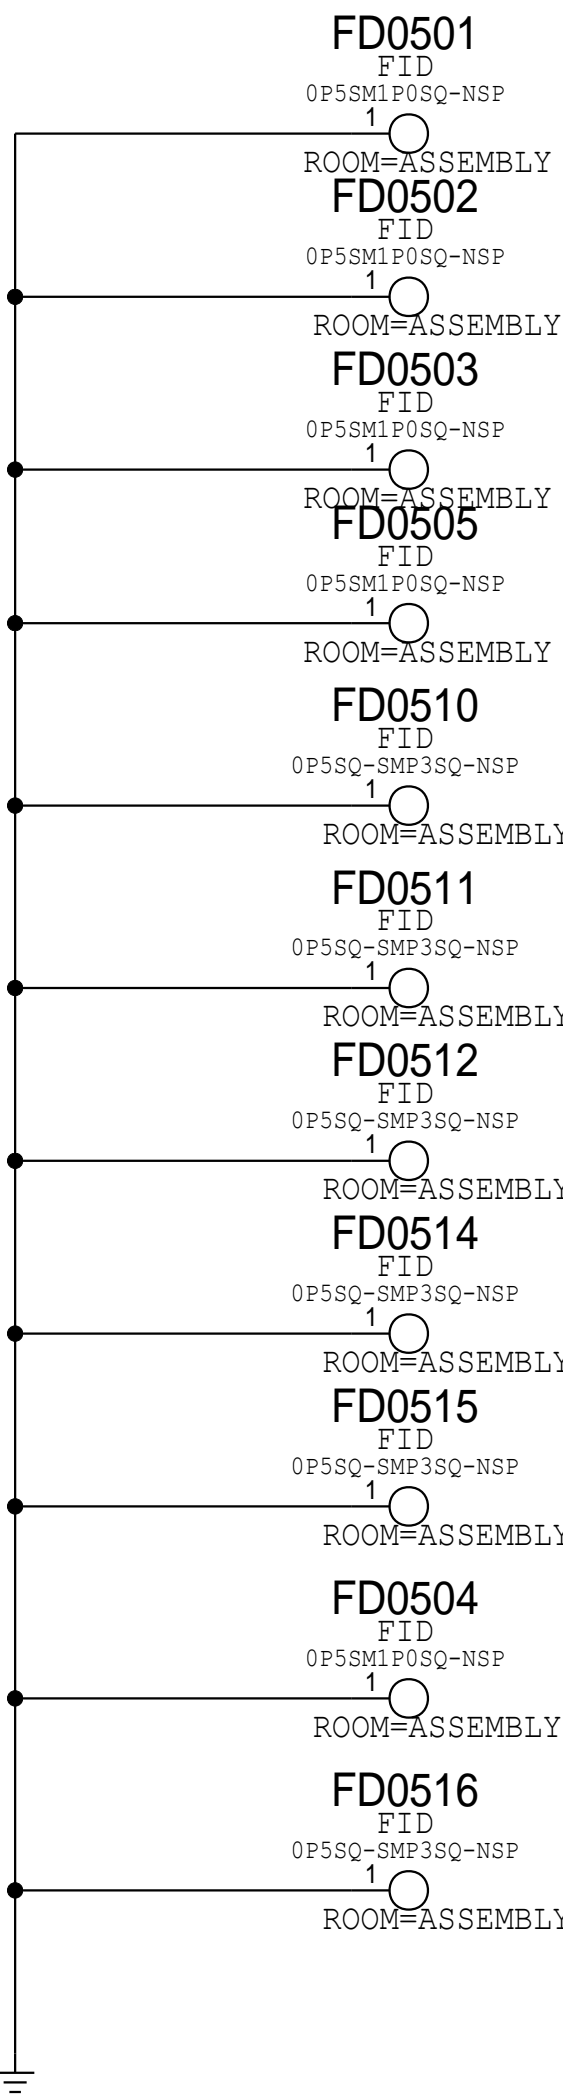 FD0501
FID
0P5SM1P0SQ-NSP
1
ROOM=ASSEMBLY
FD0502
FID
0P5SM1P0SQ-NSP
1
ROOM=ASSEMBLY
FD0503
FID
0P5SM1P0SQ-NSP
1
ROOM=ASSEMBLY
FD0505
FID
0P5SM1P0SQ-NSP
1
ROOM=ASSEMBLY
FD0510
FID
0P5SQ-SMP3SQ-NSP
1
ROOM=ASSEMBLY
FD0511
FID
0P5SQ-SMP3SQ-NSP
1
ROOM=ASSEMBLY
FD0512
FID
0P5SQ-SMP3SQ-NSP
1
ROOM=ASSEMBLY
FD0514
FID
0P5SQ-SMP3SQ-NSP
1
ROOM=ASSEMBLY
FD0515
FID
0P5SQ-SMP3SQ-NSP
1
ROOM=ASSEMBLY
FD0504
FID
0P5SM1P0SQ-NSP
1
ROOM=ASSEMBLY
FD0516
FID
0P5SQ-SMP3SQ-NSP
1
ROOM=ASSEMBLY